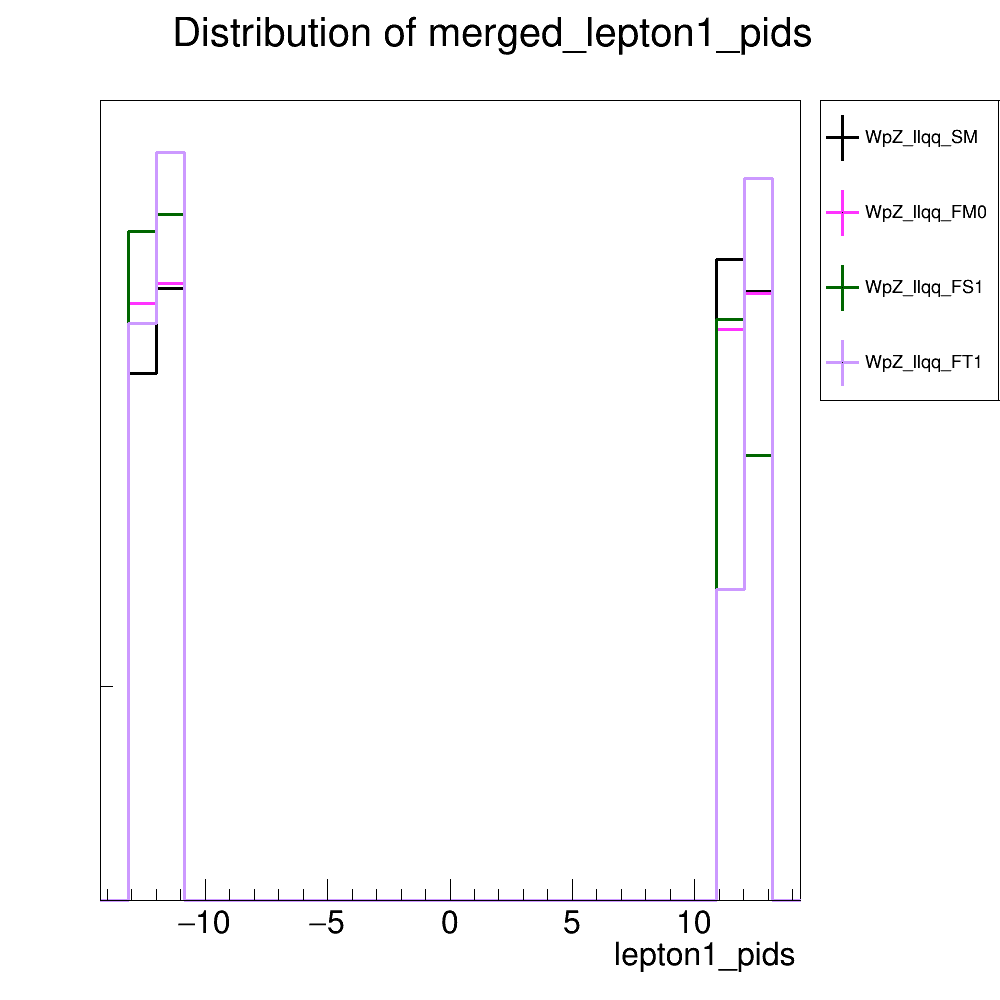 Distribution of merged_lepton1_pids
WpZ_llqq_SM
WpZ_llqq_FM0
WpZ_llqq_FS1
WpZ_llqq_FT1
−10 −5 0 5 10
lepton1_pids